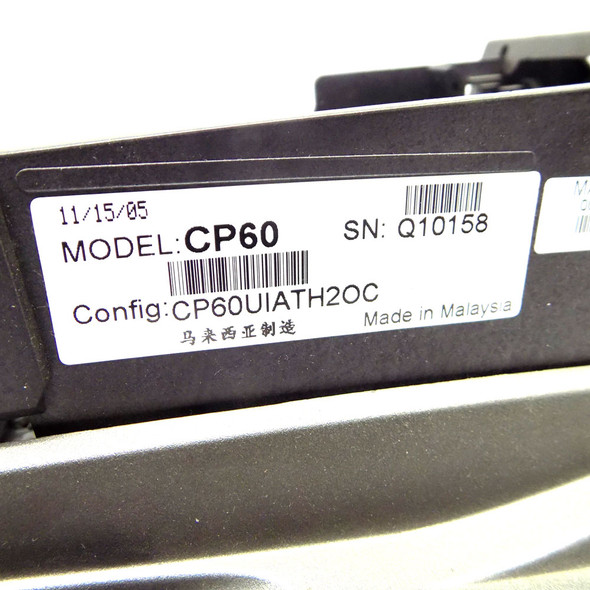 11/15/05
MODEL: CP60
SN: Q10158
Config: CP60UIATH2OC
Made in Malaysia
马来西亚制造